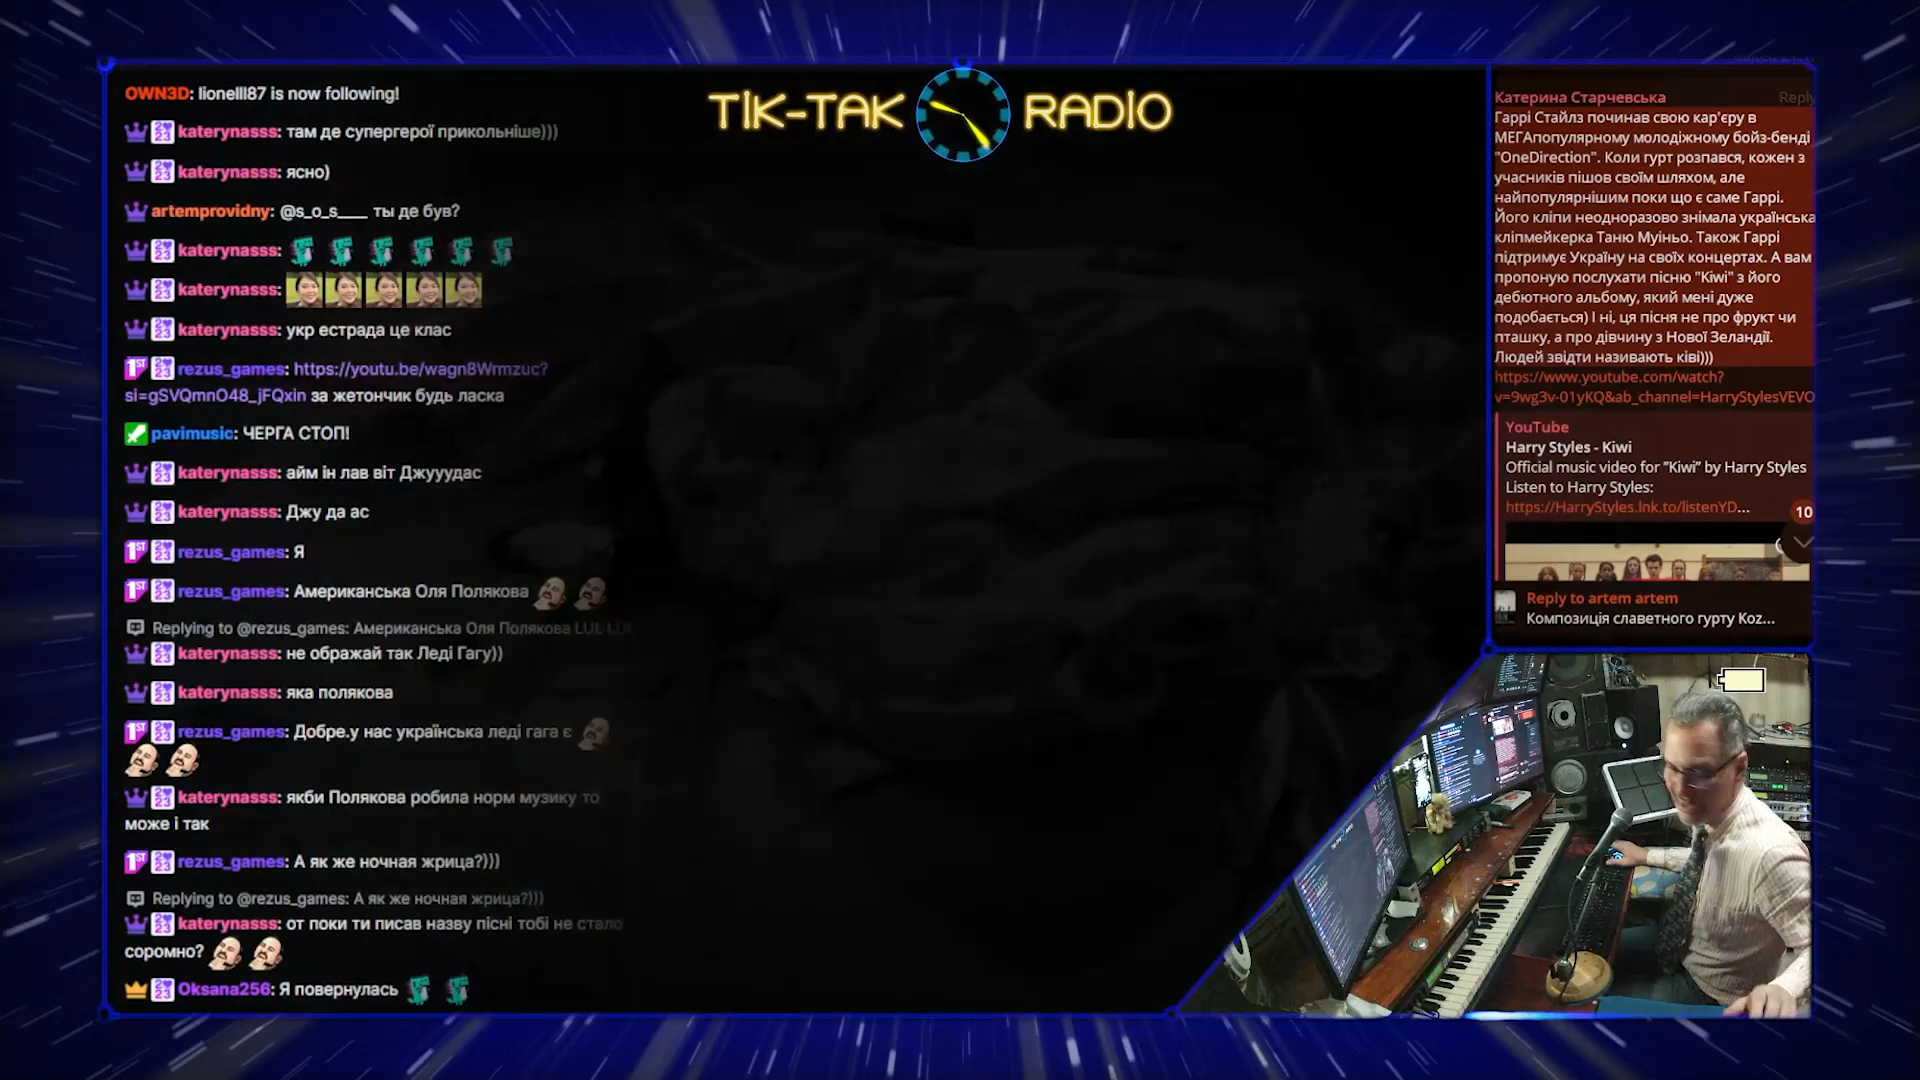 TIK-TAK RADIO
OWN3D: lionelll87 is now following!
katerynasss: там де супергерої прикольніше)))
katerynasss: ясно)
artemprovidny: @s_o_s____ ты де був?
katerynasss:
katerynasss:
katerynasss: укр естрада це клас
rezus_games: https://youtu.be/wagn8Wrmzuc?
si=gSVQmnO48_jFQxin за жетончик будь ласка
pavimusic: ЧЕРГА СТОП!
katerynasss: айм ін лав віт Джууудас
katerynasss: Джу да ас
rezus_games: Я
rezus_games: Американська Оля Полякова
Replying to @rezus_games: Американська Оля Полякова LUL LUL
katerynasss: не ображай так Леді Гагу))
katerynasss: яка полякова
rezus_games: Добре.у нас українська леді гага є
katerynasss: якби Полякова робила норм музику то
може і так
rezus_games: А як же ночная жрица?)))
Replying to @rezus_games: А як же ночная жрица?)))
katerynasss: от поки ти писав назву пісні тобі не стало
соромно?
Oksana256: Я повернулась
Катерина Старчевська Reply
Гаррі Стайлз починав свою кар'єру в
МЕГАпопулярному молодіжному бойз-бенді
"OneDirection". Коли гурт розпався, кожен з
учасників пішов своїм шляхом, але
найпопулярнішим поки що є саме Гаррі.
Його кліпи неодноразово знімала українська
кліпмейкерка Таню Муіньо. Також Гаррі
підтримує Україну на своїх концертах. А вам
пропоную послухати пісню "Kiwi" з його
дебютного альбому, який мені дуже
подобається) І ні, ця пісня не про фрукт чи
пташку, а про дівчину з Нової Зеландії.
Людей звідти називають ківі)))
https://www.youtube.com/watch?
v=9wg3v-01yKQ&ab_channel=HarryStylesVEVO
YouTube
Harry Styles - Kiwi
Official music video for "Kiwi" by Harry Styles
Listen to Harry Styles:
https://HarryStyles.lnk.to/listenYD...
10
Reply to artem artem
Композиція славетного гурту Koz...